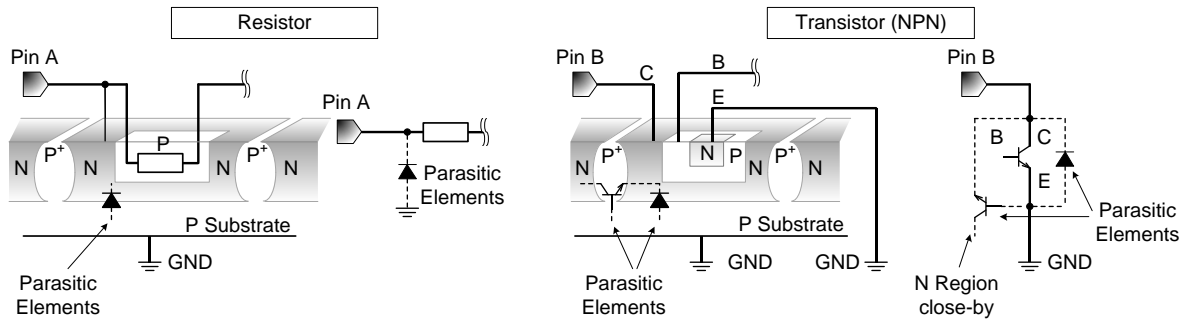 Resistor
Transistor (NPN)
Pin A
Pin A
N
P+
N
P
P+
N
N
Parasitic
Elements
P Substrate
GND
Parasitic
Elements
Pin B
C
B
E
N
P+
N
N
P
P+
N
P Substrate
GND
GND
Parasitic
Elements
Pin B
B
C
E
Parasitic
Elements
GND
N Region
close-by